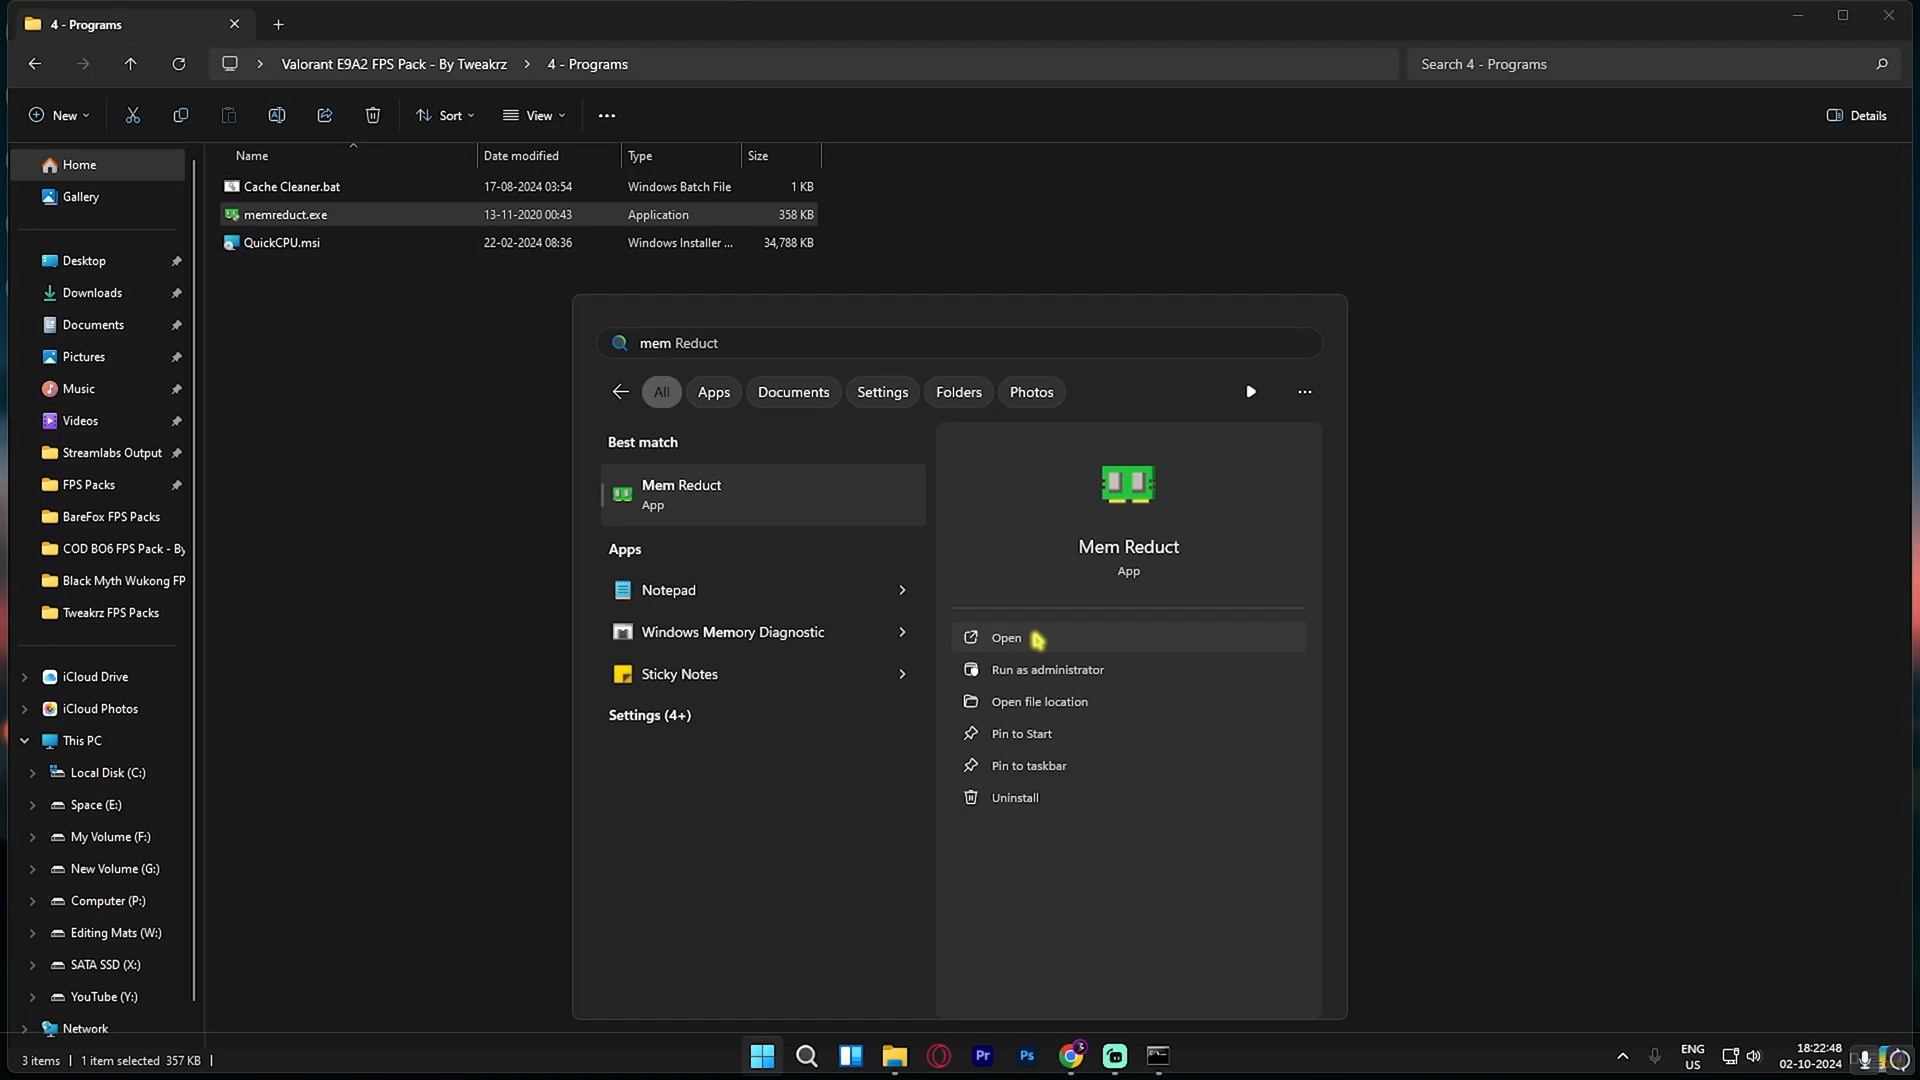 4 - Programs
Valorant E9A2 FPS Pack - By Tweakrz > 4 - Programs
Search 4 - Programs
New
Sort
View
Details
Name Date modified Type Size
Cache Cleaner.bat 17-08-2024 03:54 Windows Batch File 1 KB
memreduct.exe 13-11-2020 00:43 Application 358 KB
QuickCPU.msi 22-02-2024 08:36 Windows Installer ... 34,788 KB
Home
Gallery
Desktop
Downloads
Documents
Pictures
Music
Videos
Streamlabs Output
FPS Packs
BareFox FPS Packs
COD BO6 FPS Pack - By
Black Myth Wukong FP
Tweakrz FPS Packs
iCloud Drive
iCloud Photos
This PC
Local Disk (C:)
Space (E:)
My Volume (F:)
New Volume (G:)
Computer (P:)
Editing Mats (W:)
SATA SSD (X:)
YouTube (Y:)
Network
3 items 1 item selected 357 KB
mem Reduct
All Apps Documents Settings Folders Photos
Best match
Mem Reduct
App
Apps
Notepad
Windows Memory Diagnostic
Sticky Notes
Settings (4+)
Mem Reduct
App
Open
Run as administrator
Open file location
Pin to Start
Pin to taskbar
Uninstall
Pr
Ps
ENG
US
18:22:48
02-10-2024